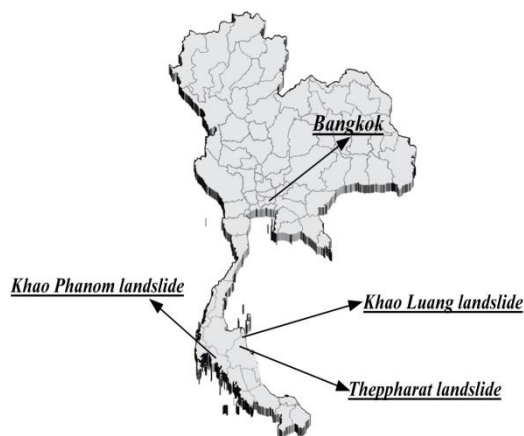 Bangkok
Khao Phanom landslide
Khao Luang landslide
Theppharat landslide